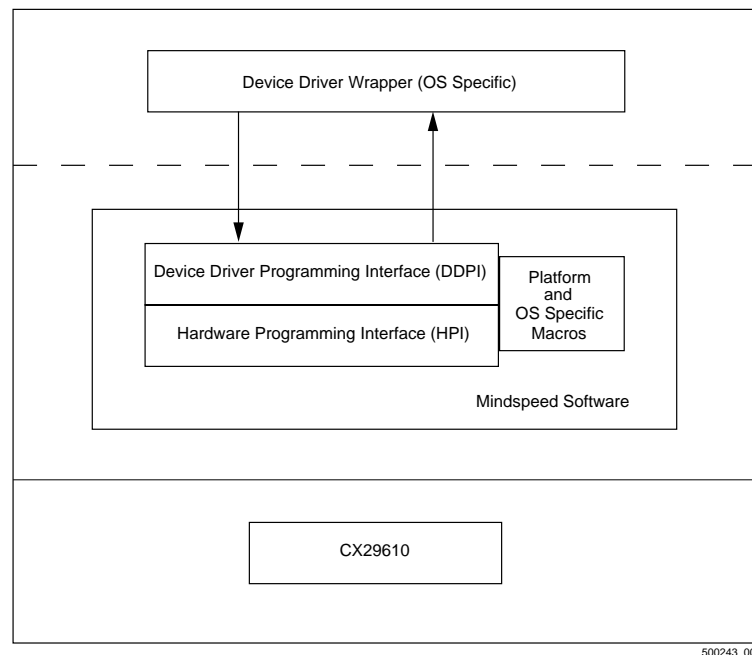 Device Driver Wrapper (OS Specific)
Device Driver Programming Interface (DDPI)
Hardware Programming Interface (HPI)
Platform
and
OS Specific
Macros
Mindspeed Software
CX29610